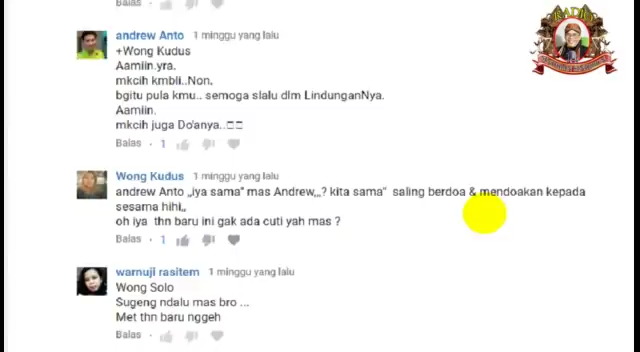 Balas
andrew Anto 1 minggu yang lalu
+Wong Kudus
Aamiin.yra.
mkcih kmbli..Non.
bgitu pula kmu.. semoga slalu dlm LindunganNya.
Aamiin.
mkcih juga Do'anya..□□
Balas · 1
Wong Kudus 1 minggu yang lalu
andrew Anto ,,iya sama" mas Andrew,,,? kita sama" saling berdoa & mendoakan kepada
sesama hihi,,
oh iya thn baru ini gak ada cuti yah mas ?
Balas · 1
warnuji rasitem 1 minggu yang lalu
Wong Solo
Sugeng ndalu mas bro ...
Met thn baru nggeh
Balas ·
RADIO